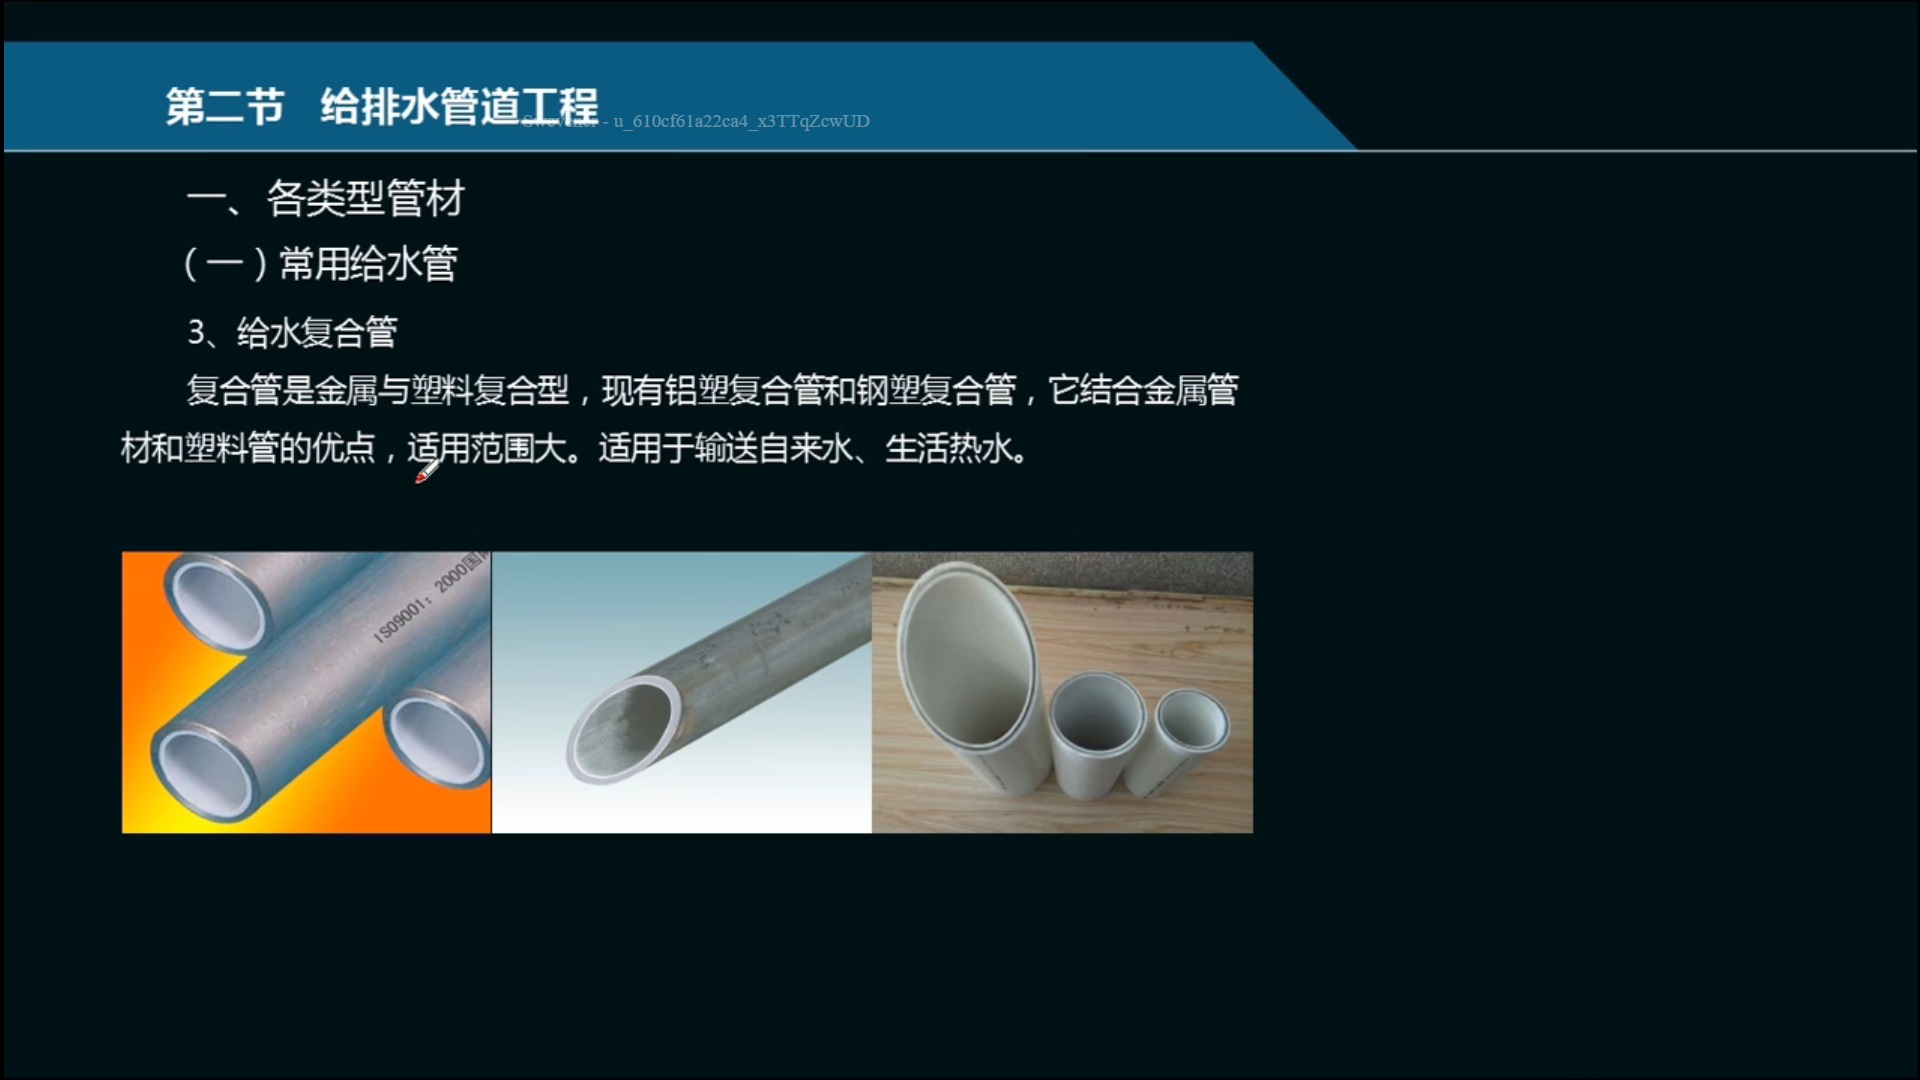 第二节 给排水管道工程
- u_610cf61a22ca4_x3TTqZcwUD
一、各类型管材
(一)常用给水管
3、给水复合管
复合管是金属与塑料复合型,现有铝塑复合管和钢塑复合管,它结合金属管
材和塑料管的优点,适用范围大。适用于输送自来水、生活热水。
ISO9001:2000国